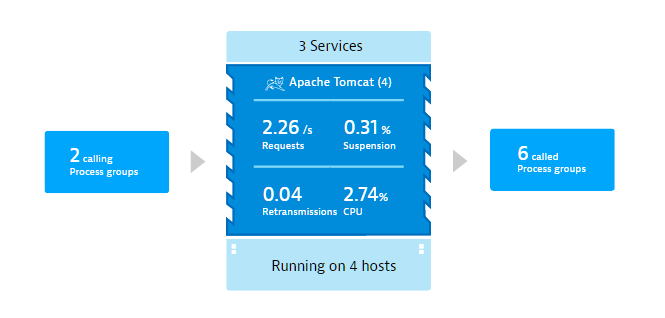 3 Services
Apache Tomcat (4)
2.26 /s
Requests
0.31 %
Suspension
0.04
Retransmissions
2.74%
CPU
2 calling
Process groups
6 called
Process groups
Running on 4 hosts